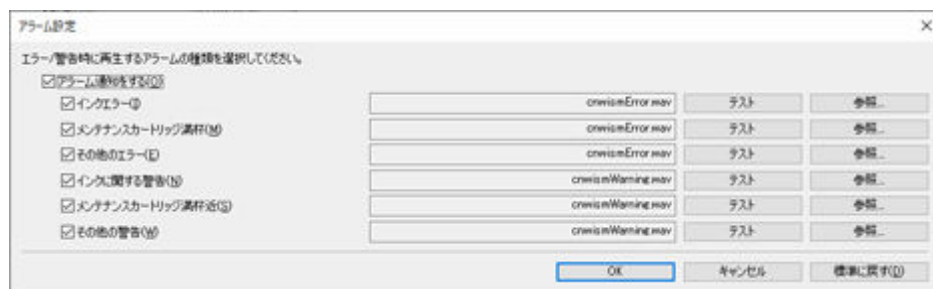 アラーム設定
エラー/警告時に再生するアラームの種類を選択してください。
アラーム通知をする(O)
インクエラー(I) cnwismError.wav テスト 参照...
メンテナンスカートリッジ満杯(M) cnwismError.wav テスト 参照...
その他のエラー(E) cnwismError.wav テスト 参照...
インクに関する警告(N) cnwismWarning.wav テスト 参照...
メンテナンスカートリッジ満杯近(S) cnwismWarning.wav テスト 参照...
その他の警告(W) cnwismWarning.wav テスト 参照...
OK キャンセル 標準に戻す(D)